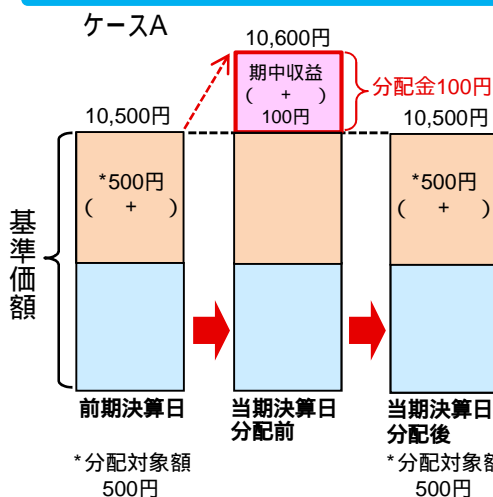 ケースA
10,600円
期中収益
( + )
100円
分配金100円
10,500円
10,500円
*500円
( + )
*500円
( + )
基準価額
前期決算日
当期決算日
分配前
当期決算日
分配後
*分配対象額
500円
*分配対象額
500円